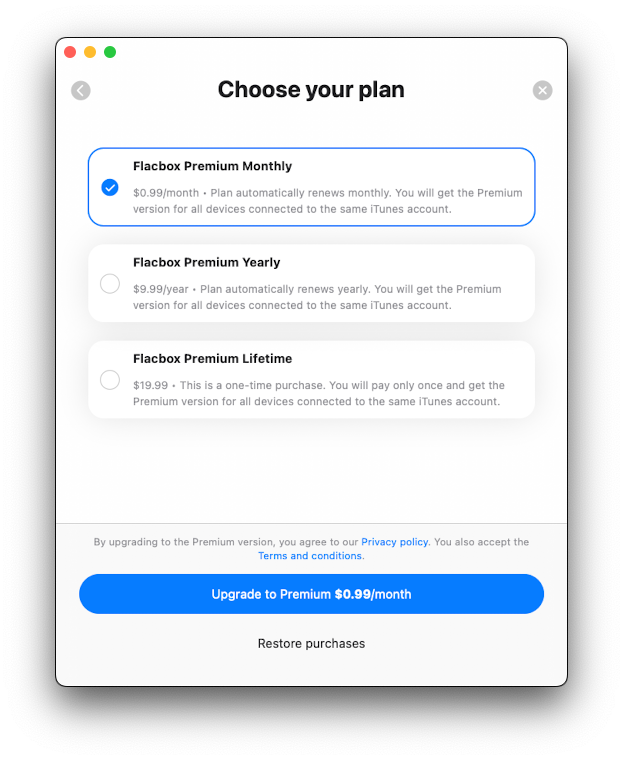 Choose your plan
Flacbox Premium Monthly
$0.99/month • Plan automatically renews monthly. You will get the Premium
version for all devices connected to the same iTunes account.
Flacbox Premium Yearly
$9.99/year • Plan automatically renews yearly. You will get the Premium
version for all devices connected to the same iTunes account.
Flacbox Premium Lifetime
$19.99 • This is a one-time purchase. You will pay only once and get the
Premium version for all devices connected to the same iTunes account.
By upgrading to the Premium version, you agree to our Privacy policy. You also accept the
Terms and conditions.
Upgrade to Premium $0.99/month
Restore purchases